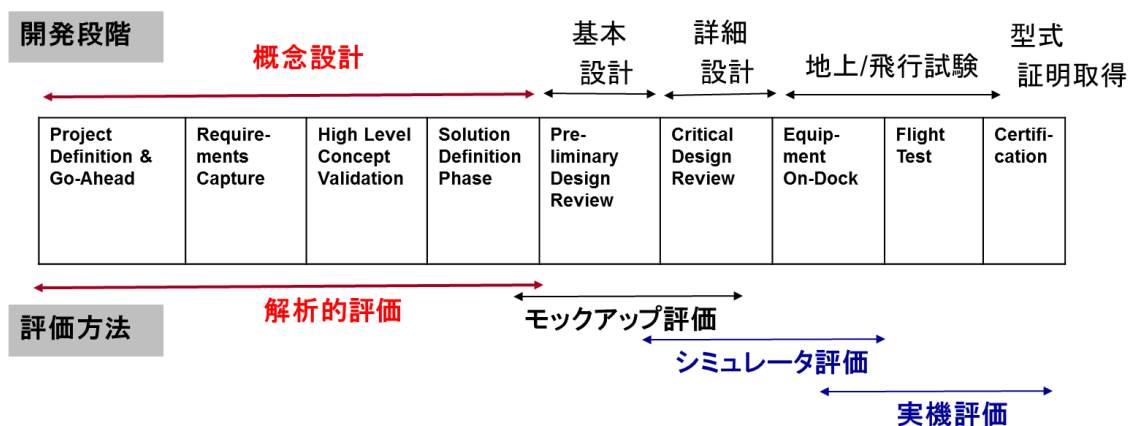 開発段階
概念設計
基本
設計
詳細
設計
地上/飛行試験
型式
証明取得
Project
Definition &
Go-Ahead
Require-
ments
Capture
High Level
Concept
Validation
Solution
Definition
Phase
Pre-
liminary
Design
Review
Critical
Design
Review
Equip-
ment
On-Dock
Flight
Test
Certifi-
cation
評価方法
解析的評価
モックアップ評価
シミュレータ評価
実機評価